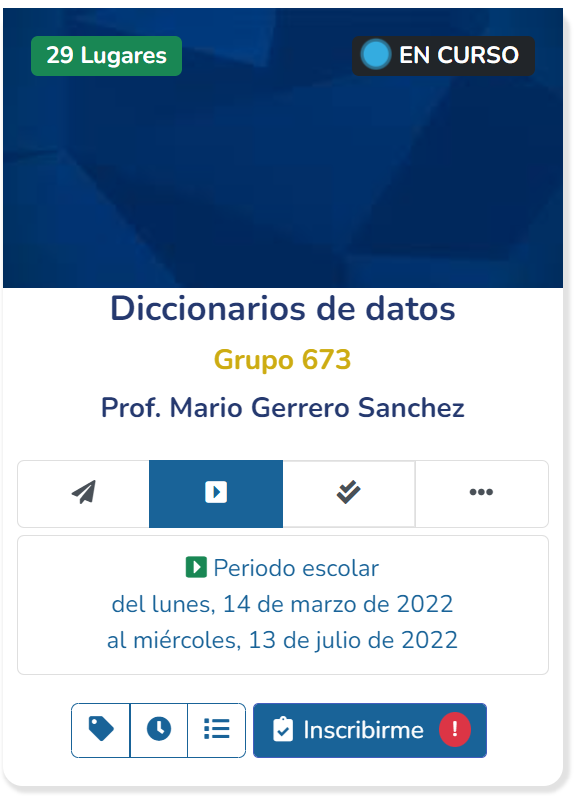 29 Lugares
EN CURSO
Diccionarios de datos
Grupo 673
Prof. Mario Gerrero Sanchez
Periodo escolar
del lunes, 14 de marzo de 2022
al miércoles, 13 de julio de 2022
Inscribirme !